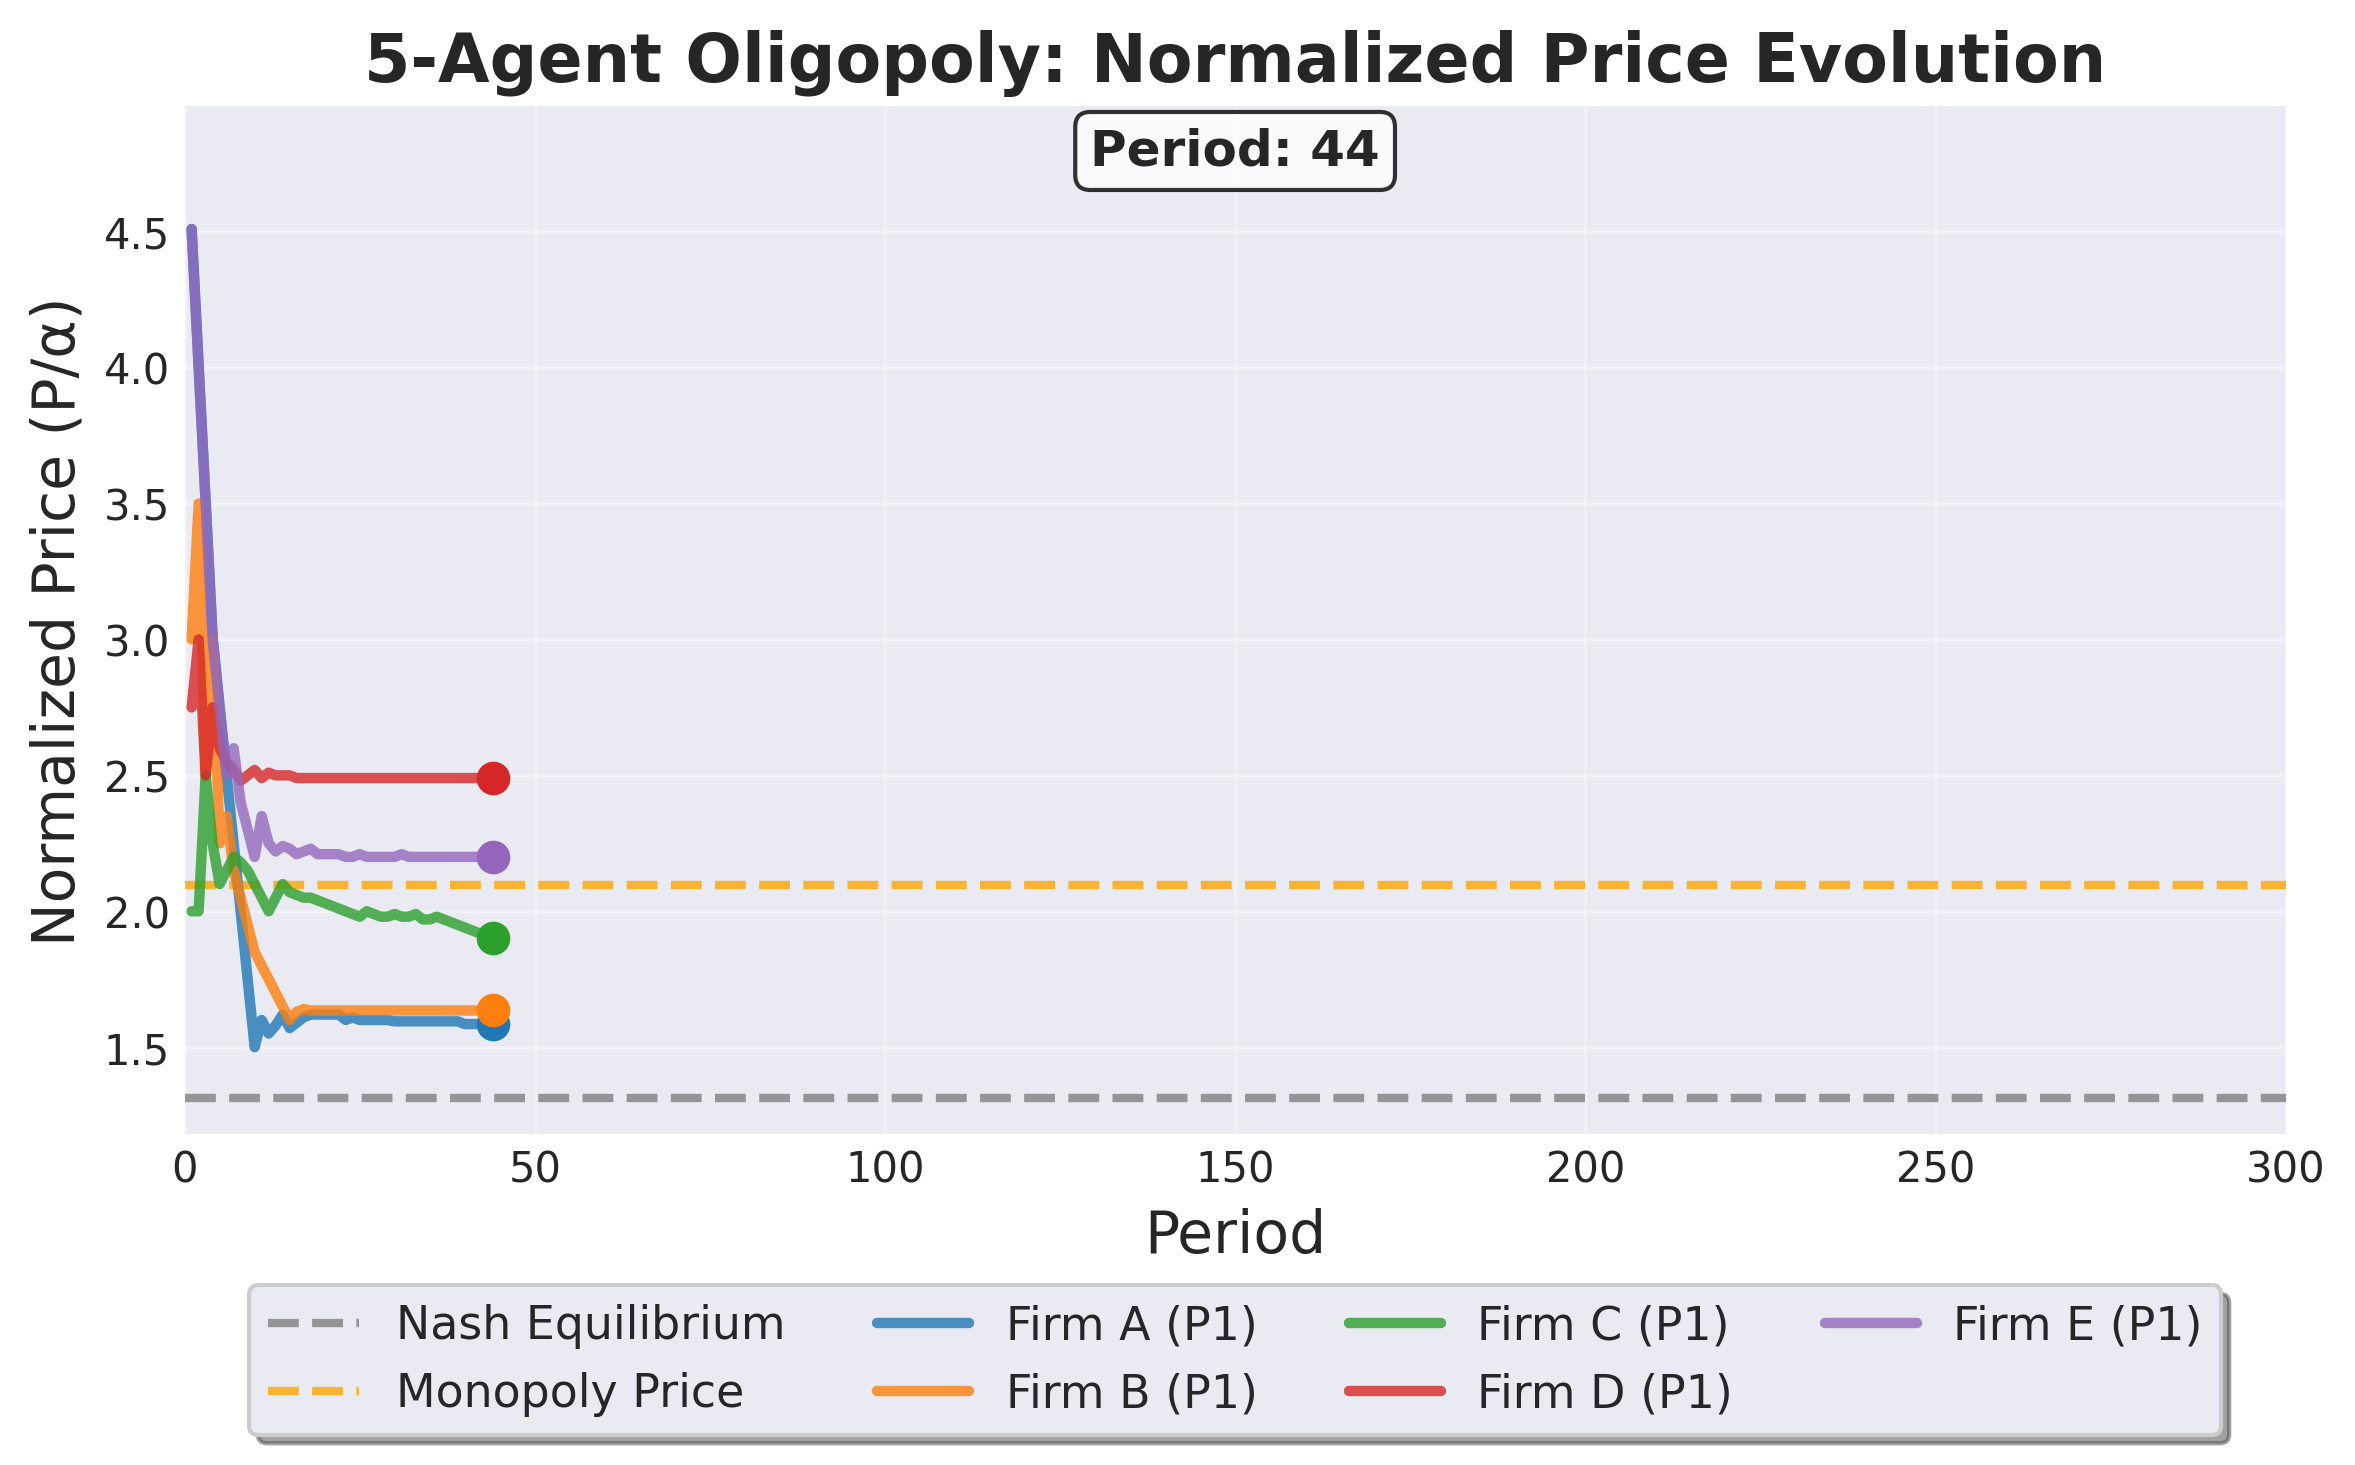 5-Agent Oligopoly: Normalized Price Evolution
Period: 44
Normalized Price (P/α)
4.5
4.0
3.5
3.0
2.5
2.0
1.5
0 50 100 150 200 250 300
Period
Nash Equilibrium Firm A (P1) Firm C (P1) Firm E (P1)
Monopoly Price Firm B (P1) Firm D (P1)